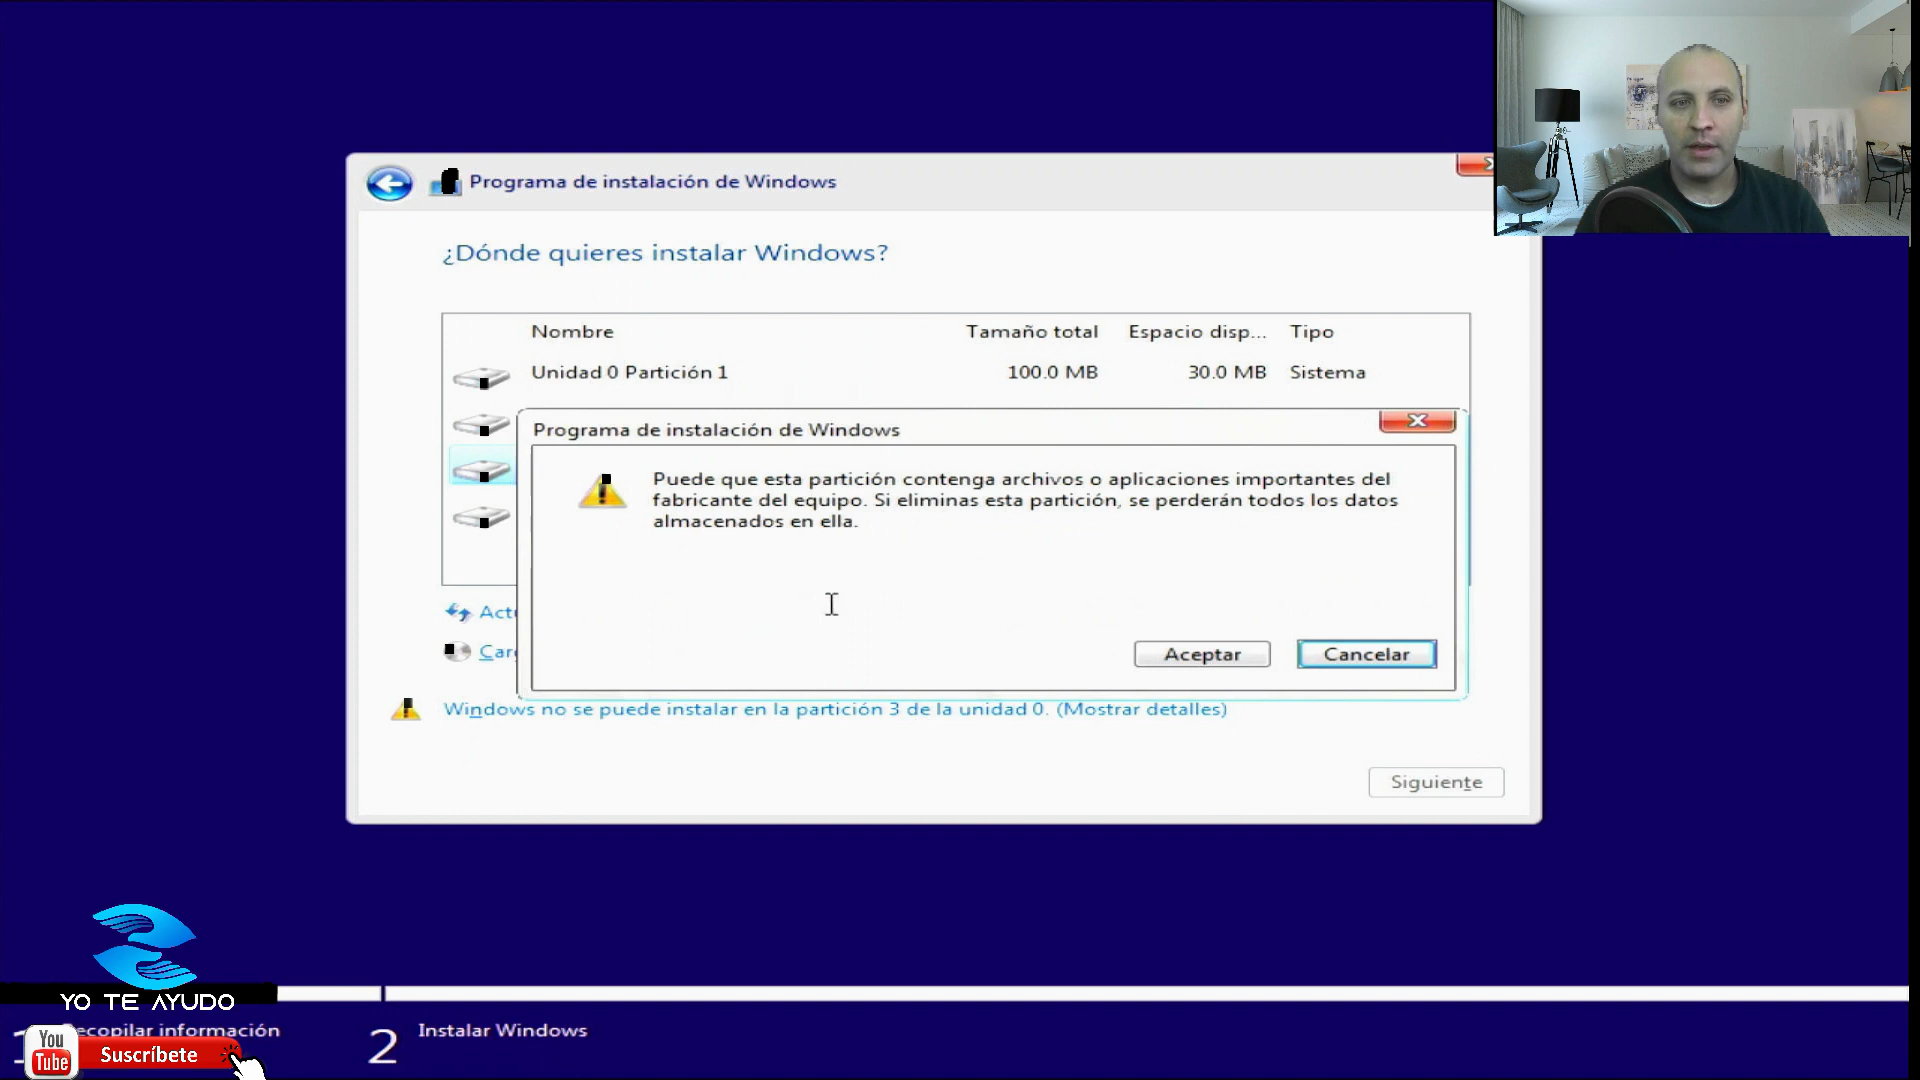 Programa de instalación de Windows
¿Dónde quieres instalar Windows?
Nombre Tamaño total Espacio disp... Tipo
Unidad 0 Partición 1 100.0 MB 30.0 MB Sistema
Programa de instalación de Windows
Puede que esta partición contenga archivos o aplicaciones importantes del
fabricante del equipo. Si eliminas esta partición, se perderán todos los datos
almacenados en ella.
Aceptar Cancelar
Windows no se puede instalar en la partición 3 de la unidad 0. (Mostrar detalles)
Siguiente
YO TE AYUDO
2 Instalar Windows
You
Tube
Suscríbete